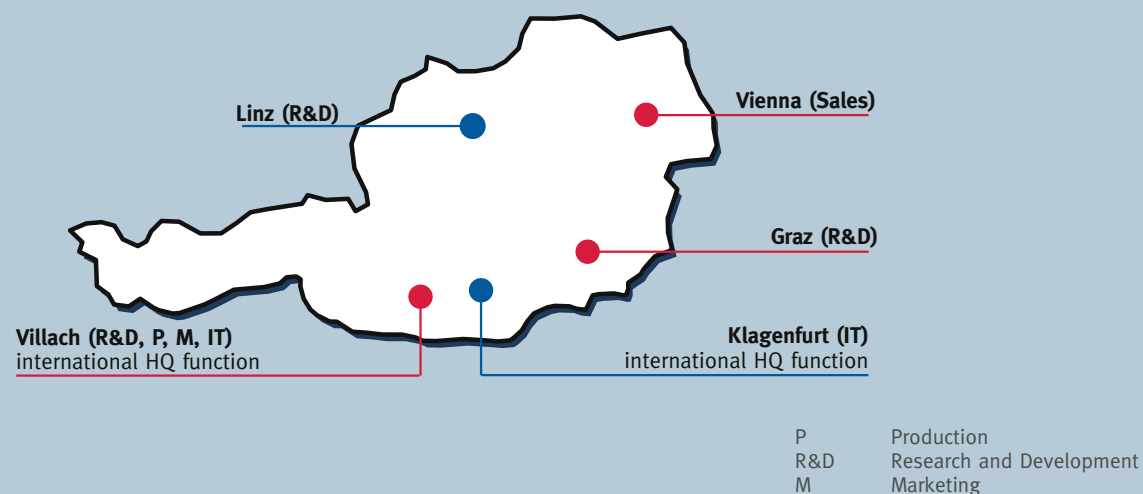 Linz (R&D)
Vienna (Sales)
Graz (R&D)
Villach (R&D, P, M, IT)
international HQ function
Klagenfurt (IT)
international HQ function
P Production
R&D Research and Development
M Marketing